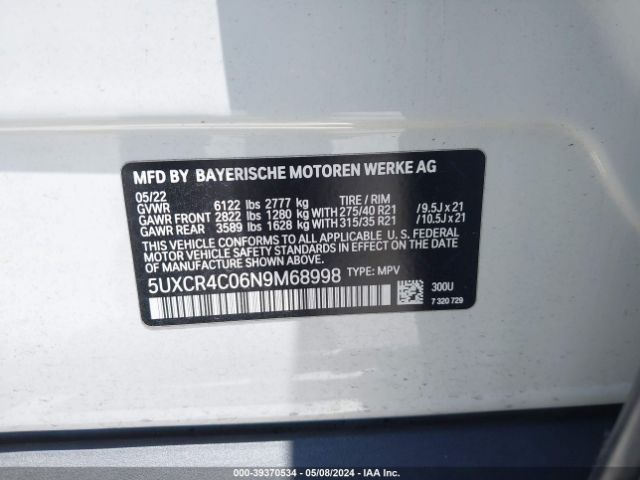 MFD BY BAYERISCHE MOTOREN WERKE AG
05/22
GVWR 6122 lbs 2777 kg TIRE / RIM
GAWR FRONT 2822 lbs 1280 kg WITH 275/40 R21 /9.5J x 21
GAWR REAR 3589 lbs 1628 kg WITH 315/35 R21 /10.5J x 21
THIS VEHICLE CONFORMS TO ALL APPLICABLE U. S. FEDERAL
MOTOR VEHICLE SAFETY STANDARDS IN EFFECT ON THE
DATE OF MANUFACTURE SHOWN ABOVE.
5UXCR4C06N9M68998 TYPE: MPV
300U
7 320 729
000-39370534 - 05/08/2024 - IAA Inc.